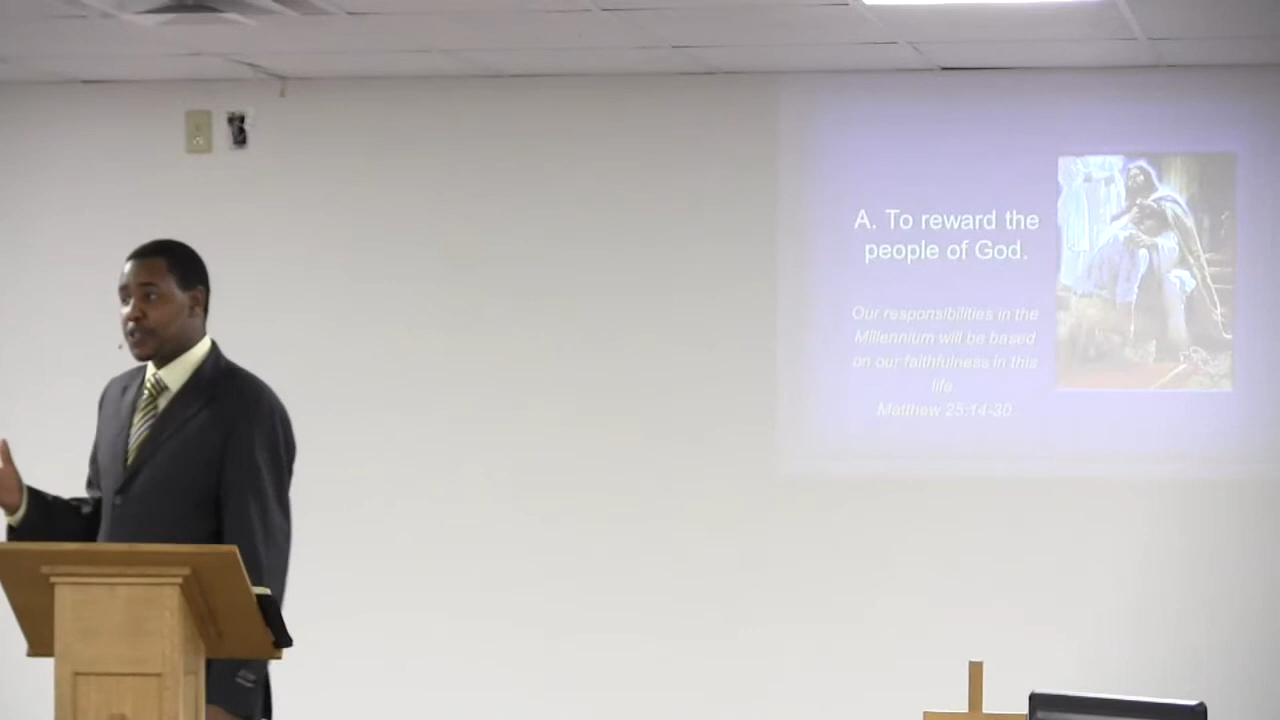 A. To reward the
people of God.
Our responsibilities in the
Millennium will be based
on our faithfulness in this
life
Matthew 25:14-30